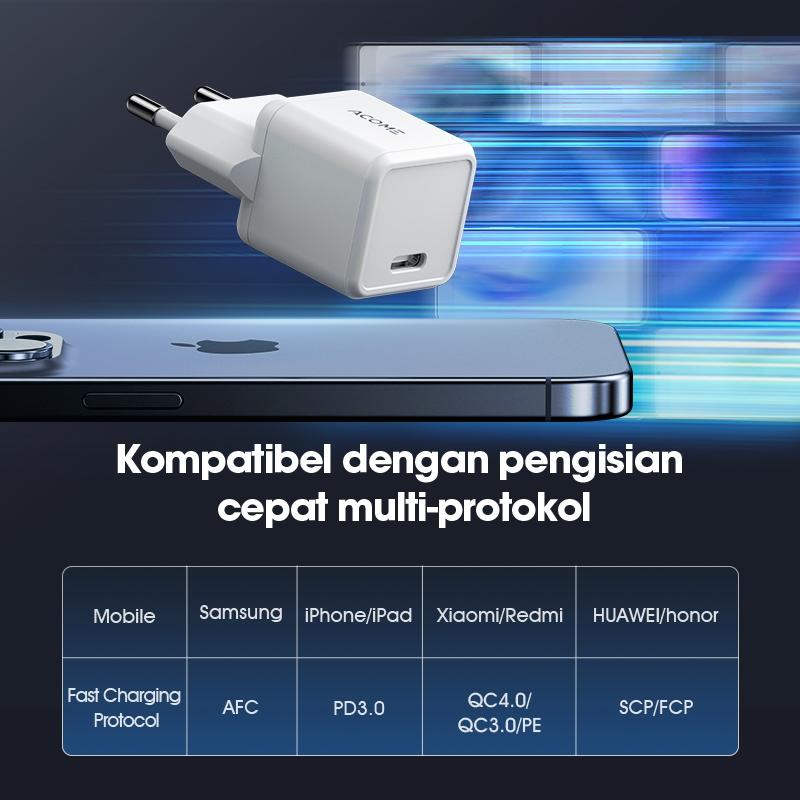 ACOME
Kompatibel dengan pengisian
cepat multi-protokol
Mobile
Samsung
iPhone/iPad
Xiaomi/Redmi
HUAWEI/honor
Fast Charging
Protocol
AFC
PD3.0
QC4.0/
QC3.0/PE
SCP/FCP